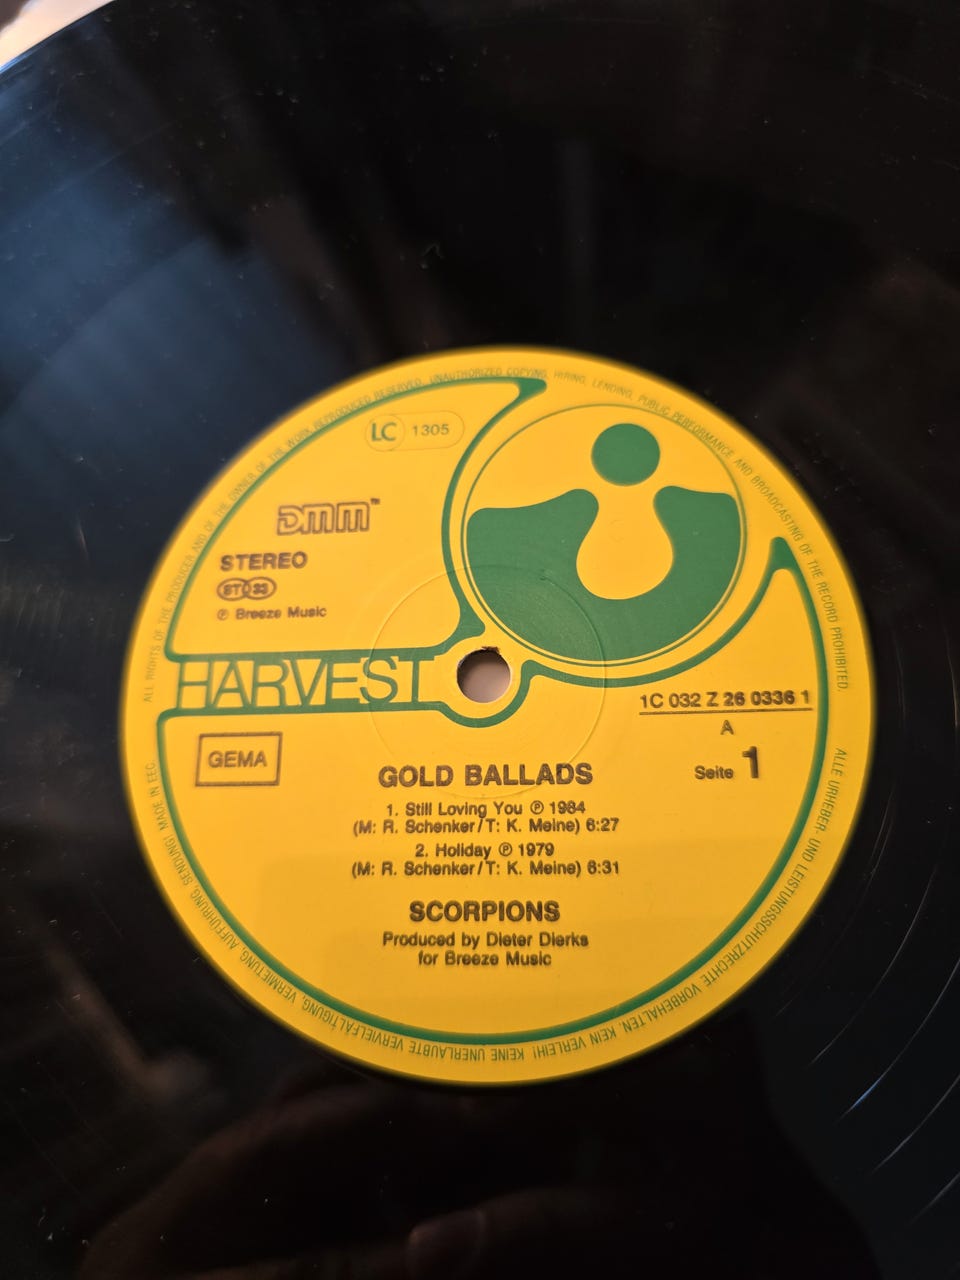 ALL RIGHTS OF THE PRODUCER AND OF THE OWNER OF THE WORK REPRODUCED RESERVED. UNAUTHORIZED COPYING, HIRING, LENDING, PUBLIC PERFORMANCE AND BROADCASTING OF THE RECORD PROHIBITED.
LC 1305
DMM™
STEREO
ST 33
℗ Breeze Music
HARVEST
1C 032 Z 26 0336 1
A
Seite 1
GEMA
GOLD BALLADS
1. Still Loving You ℗ 1984
(M: R. Schenker/T: K. Meine) 6:27
2. Holiday ℗ 1979
(M: R. Schenker/T: K. Meine) 6:31
SCORPIONS
Produced by Dieter Dierks
for Breeze Music
ALLE URHEBER- UND LEISTUNGSSCHUTZRECHTE VORBEHALTEN. KEIN VERLEIH! KEINE UNERLAUBTE VERVIELFÄLTIGUNG, VERMIETUNG, AUFFÜHRUNG, SENDUNG! MADE IN EEC.